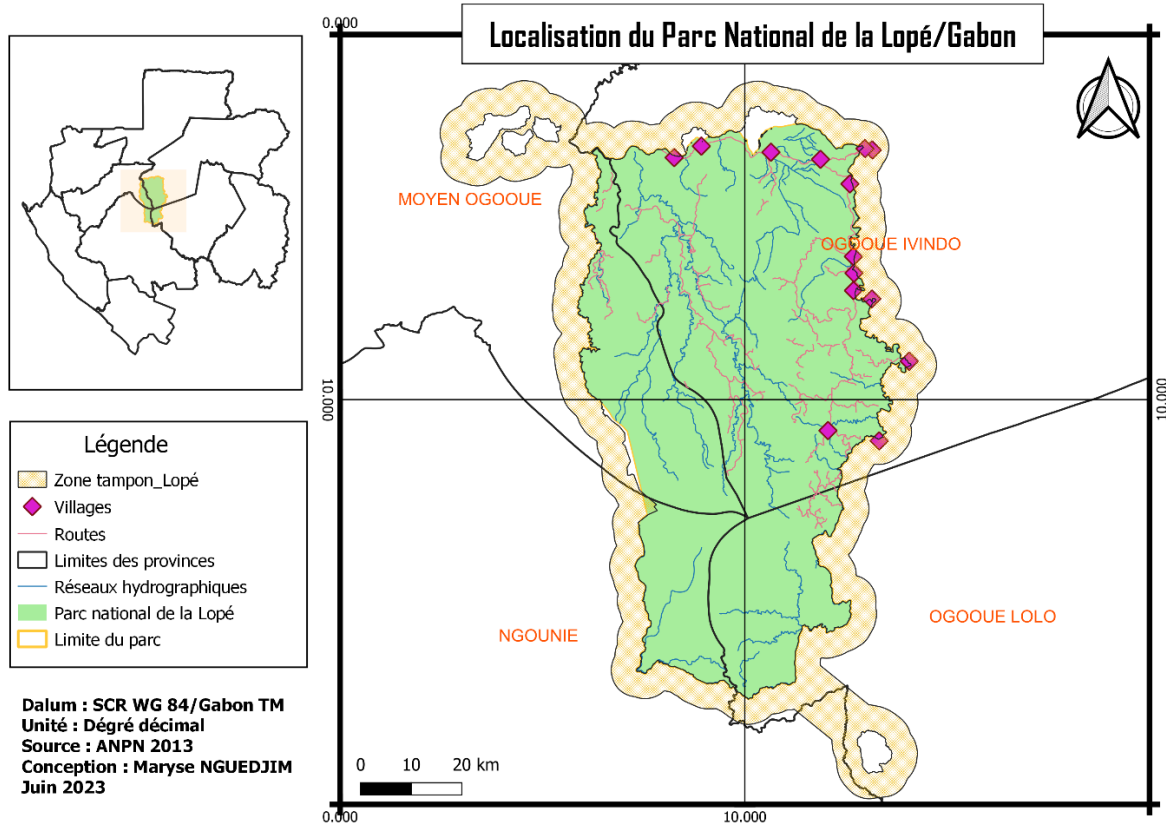 Localisation du Parc National de la Lopé/Gabon
0.000
MOYEN OGOOUE
OGOOUE IVINDO
10.000
10.000
NGOUNIE
OGOOUE LOLO
0 10 20 km
0.000
10.000
Légende
Zone tampon_Lopé
Villages
Routes
Limites des provinces
Réseaux hydrographiques
Parc national de la Lopé
Limite du parc
Dalum : SCR WG 84/Gabon TM
Unité : Dégré décimal
Source : ANPN 2013
Conception : Maryse NGUEDJIM
Juin 2023